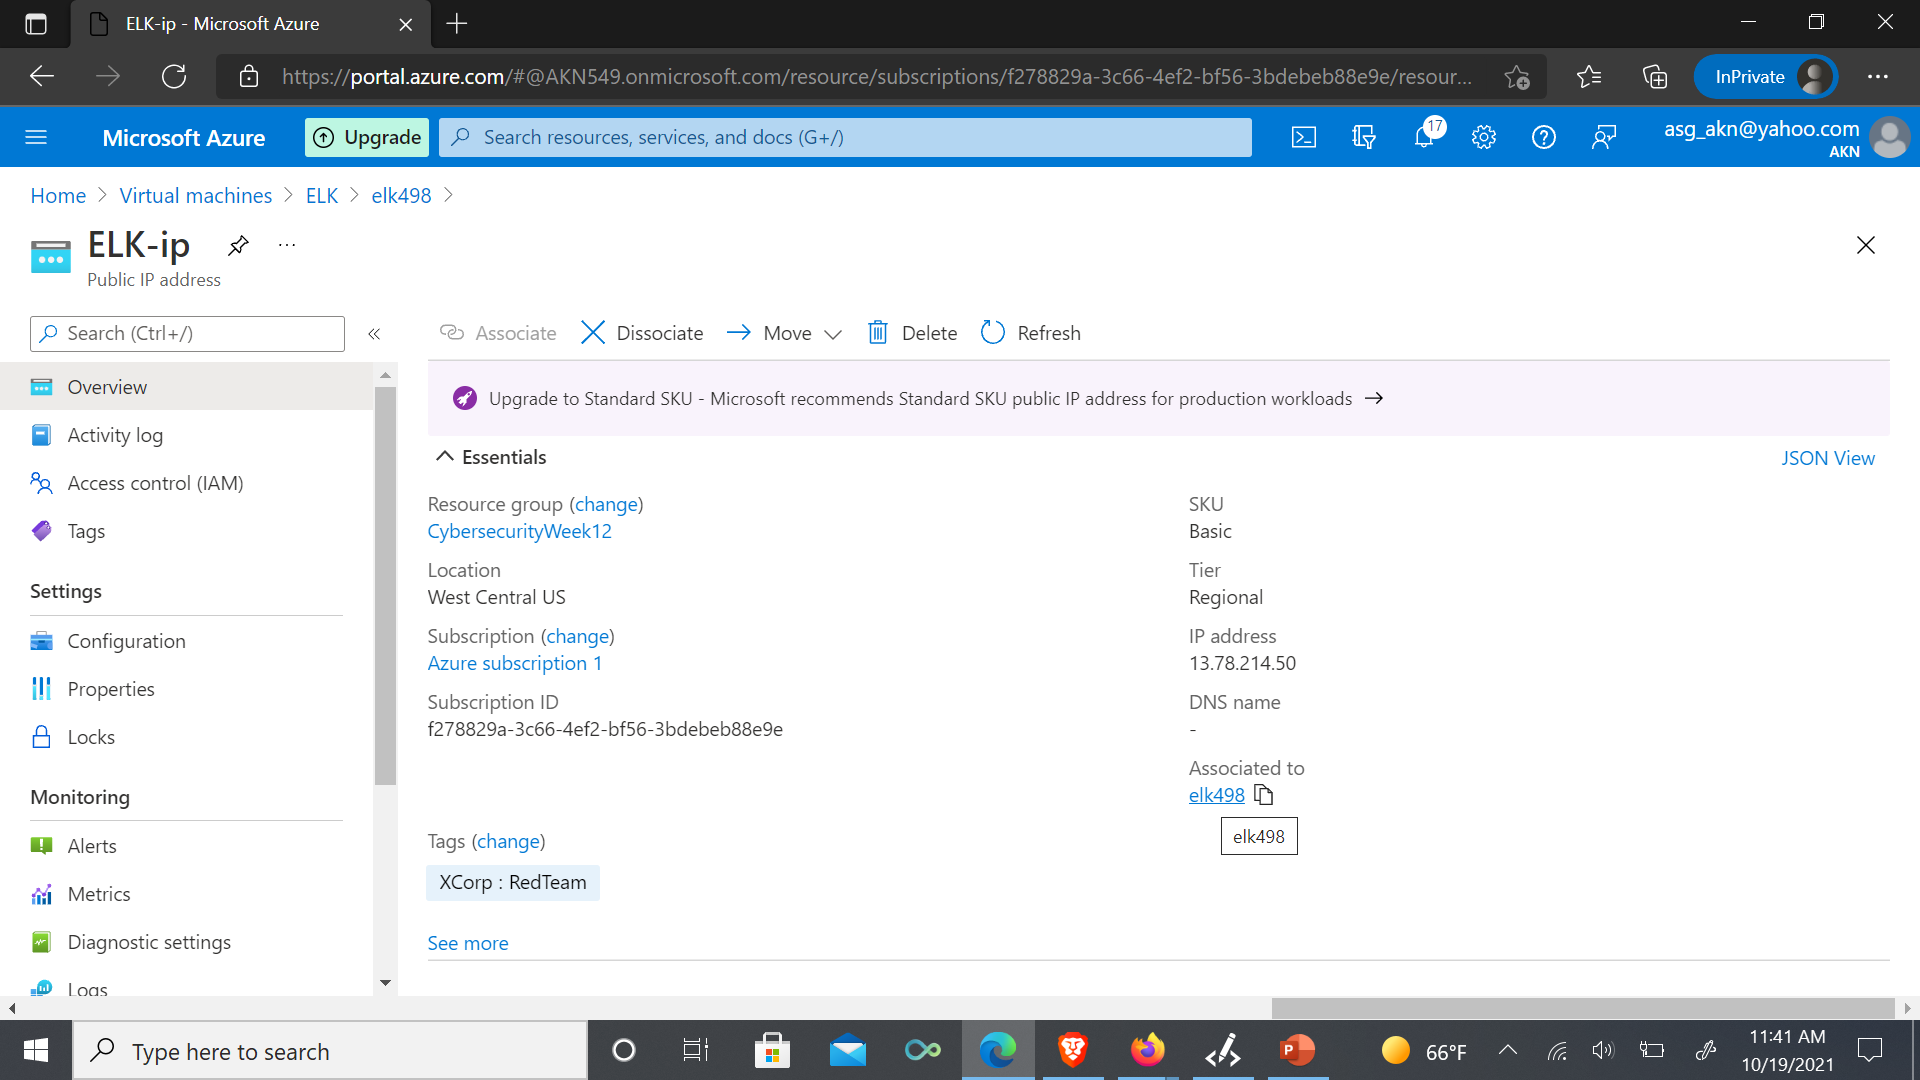 ELK-ip - Microsoft Azure
https://portal.azure.com/#@AKN549.onmicrosoft.com/resource/subscriptions/f278829a-3c66-4ef2-bf56-3bdebeb88e9e/resour...
InPrivate
Microsoft Azure
Upgrade
Search resources, services, and docs (G+/)
17
asg_akn@yahoo.com
AKN
Home > Virtual machines > ELK > elk498 >
ELK-ip
...
Public IP address
Search (Ctrl+/)
«
Associate
Dissociate
Move
Delete
Refresh
Overview
Activity log
Access control (IAM)
Tags
Settings
Configuration
Properties
Locks
Monitoring
Alerts
Metrics
Diagnostic settings
Logs
Upgrade to Standard SKU - Microsoft recommends Standard SKU public IP address for production workloads →
Essentials
JSON View
Resource group (change)
CybersecurityWeek12
Location
West Central US
Subscription (change)
Azure subscription 1
Subscription ID
f278829a-3c66-4ef2-bf56-3bdebeb88e9e
SKU
Basic
Tier
Regional
IP address
13.78.214.50
DNS name
-
Associated to
elk498
elk498
Tags (change)
XCorp : RedTeam
See more
Type here to search
P
66°F
11:41 AM
10/19/2021